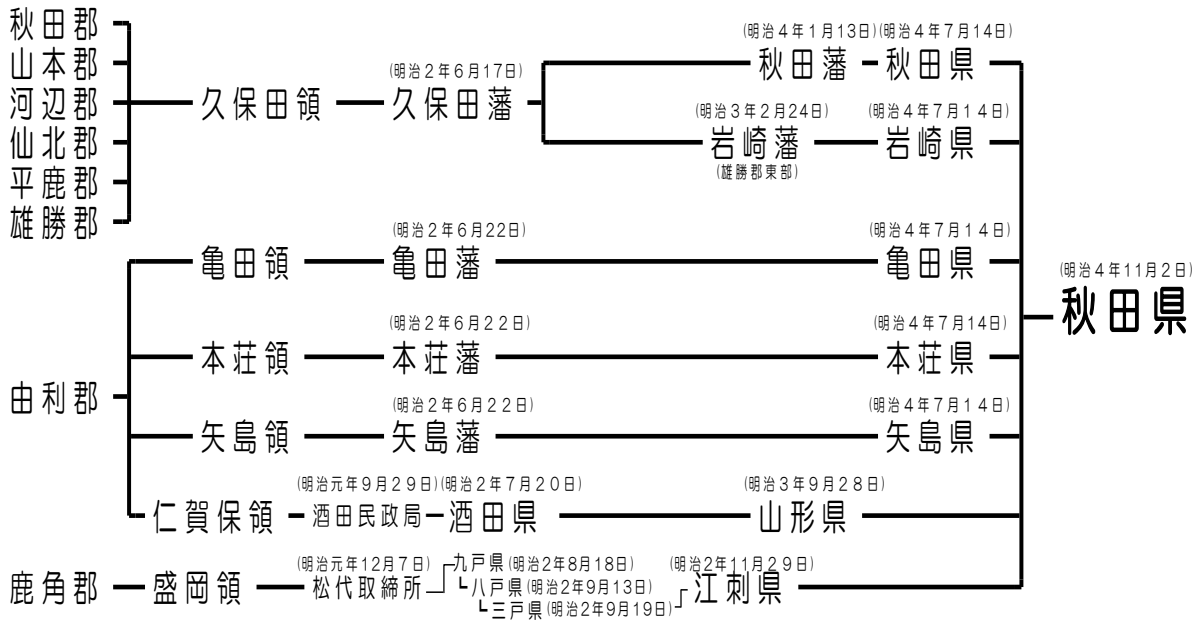 秋田郡
山本郡
河辺郡
仙北郡
平鹿郡
雄勝郡
久保田領
(明治2年6月17日)
久保田藩
(明治4年1月13日)
秋田藩
(明治4年7月14日)
秋田県
(明治3年2月24日)
岩崎藩
(雄勝郡東部)
(明治4年7月14日)
岩崎県
由利郡
亀田領
(明治2年6月22日)
亀田藩
(明治4年7月14日)
亀田県
本荘領
(明治2年6月22日)
本荘藩
(明治4年7月14日)
本荘県
矢島領
(明治2年6月22日)
矢島藩
(明治4年7月14日)
矢島県
仁賀保領
(明治元年9月29日)
酒田民政局
(明治2年7月20日)
酒田県
(明治3年9月28日)
山形県
鹿角郡
盛岡領
(明治元年12月7日)
松代取締所
九戸県(明治2年8月18日)
八戸県(明治2年9月13日)
三戸県(明治2年9月19日)
(明治2年11月29日)
江刺県
(明治4年11月2日)
秋田県